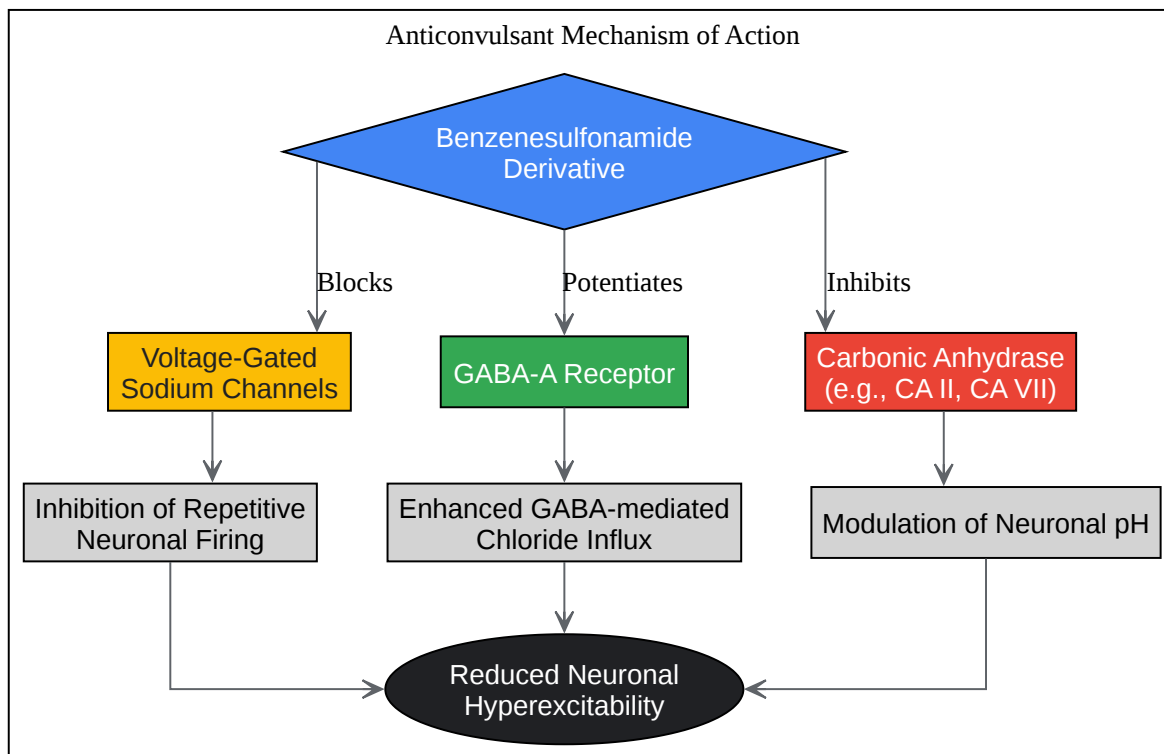 Anticonvulsant Mechanism of Action
Benzenesulfonamide
Derivative
Blocks
Potentiates
Inhibits
Voltage-Gated
Sodium Channels
GABA-A Receptor
Carbonic Anhydrase
(e.g., CA II, CA VII)
Inhibition of Repetitive
Neuronal Firing
Enhanced GABA-mediated
Chloride Influx
Modulation of Neuronal pH
Reduced Neuronal
Hyperexcitability